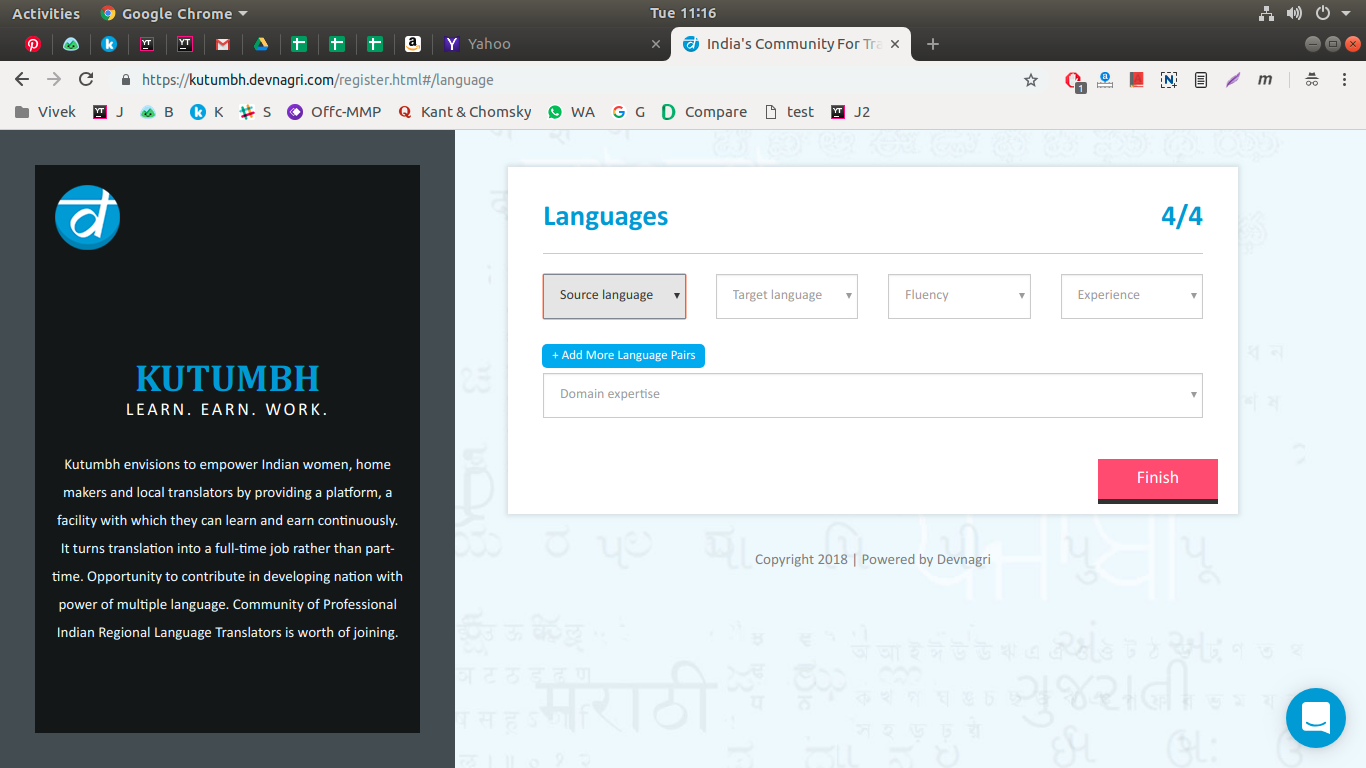 Activities
Google Chrome
Tue 11:16
Yahoo
India's Community For Tra
https://kutumbh.devnagri.com/register.html#/language
1
m
Vivek
J
B
K
S
Offc-MMP
Kant & Chomsky
WA
G
Compare
test
J2
KUTUMBH
LEARN. EARN. WORK.
Kutumbh envisions to empower Indian women, home
makers and local translators by providing a platform, a
facility with which they can learn and earn continuously.
It turns translation into a full-time job rather than part-
time. Opportunity to contribute in developing nation with
power of multiple language. Community of Professional
Indian Regional Language Translators is worth of joining.
Languages
4/4
Source language
Target language
Fluency
Experience
+ Add More Language Pairs
Domain expertise
Finish
Copyright 2018 | Powered by Devnagri
मराठी
ગુજરાતી